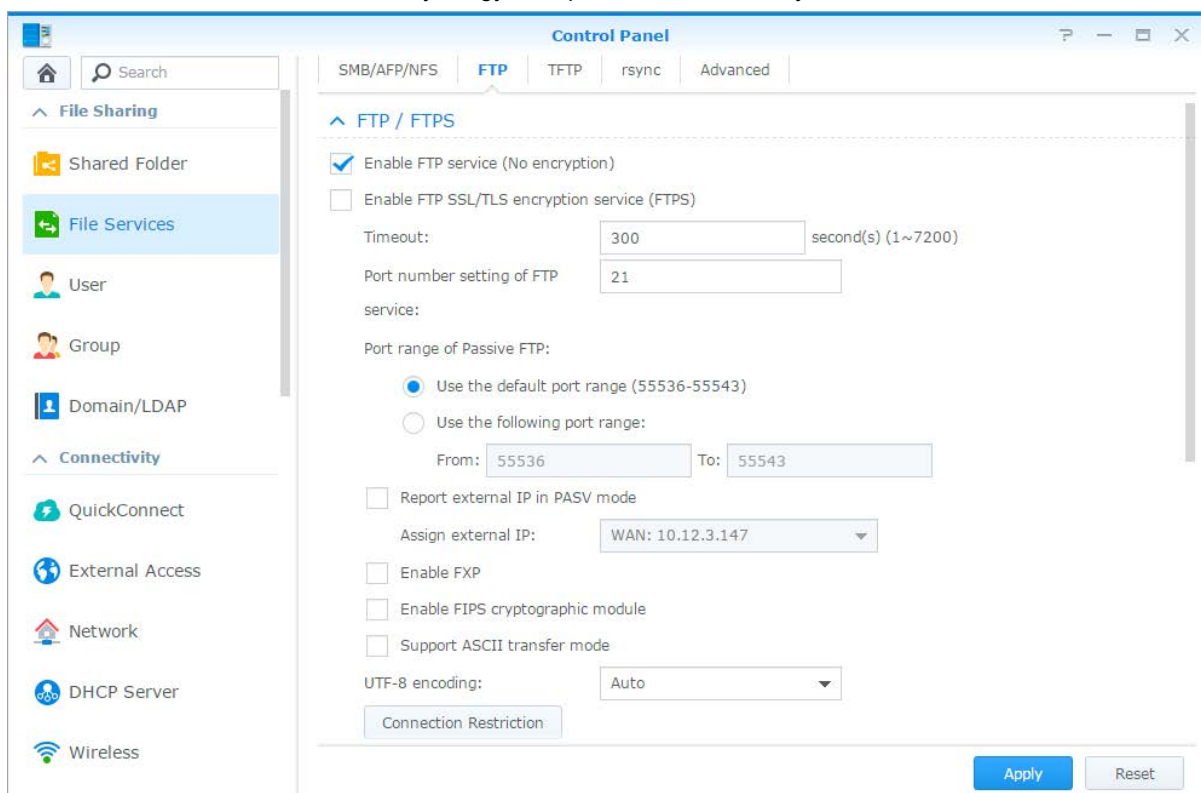 Control Panel
Search
File Sharing
Shared Folder
File Services
User
Group
Domain/LDAP
Connectivity
QuickConnect
External Access
Network
DHCP Server
Wireless
SMB/AFP/NFS FTP TFTP rsync Advanced
FTP / FTPS
Enable FTP service (No encryption)
Enable FTP SSL/TLS encryption service (FTPS)
Timeout: 300 second(s) (1~7200)
Port number setting of FTP 21
service:
Port range of Passive FTP:
Use the default port range (55536-55543)
Use the following port range:
From: 55536 To: 55543
Report external IP in PASV mode
Assign external IP: WAN: 10.12.3.147
Enable FXP
Enable FIPS cryptographic module
Support ASCII transfer mode
UTF-8 encoding: Auto
Connection Restriction
Apply Reset